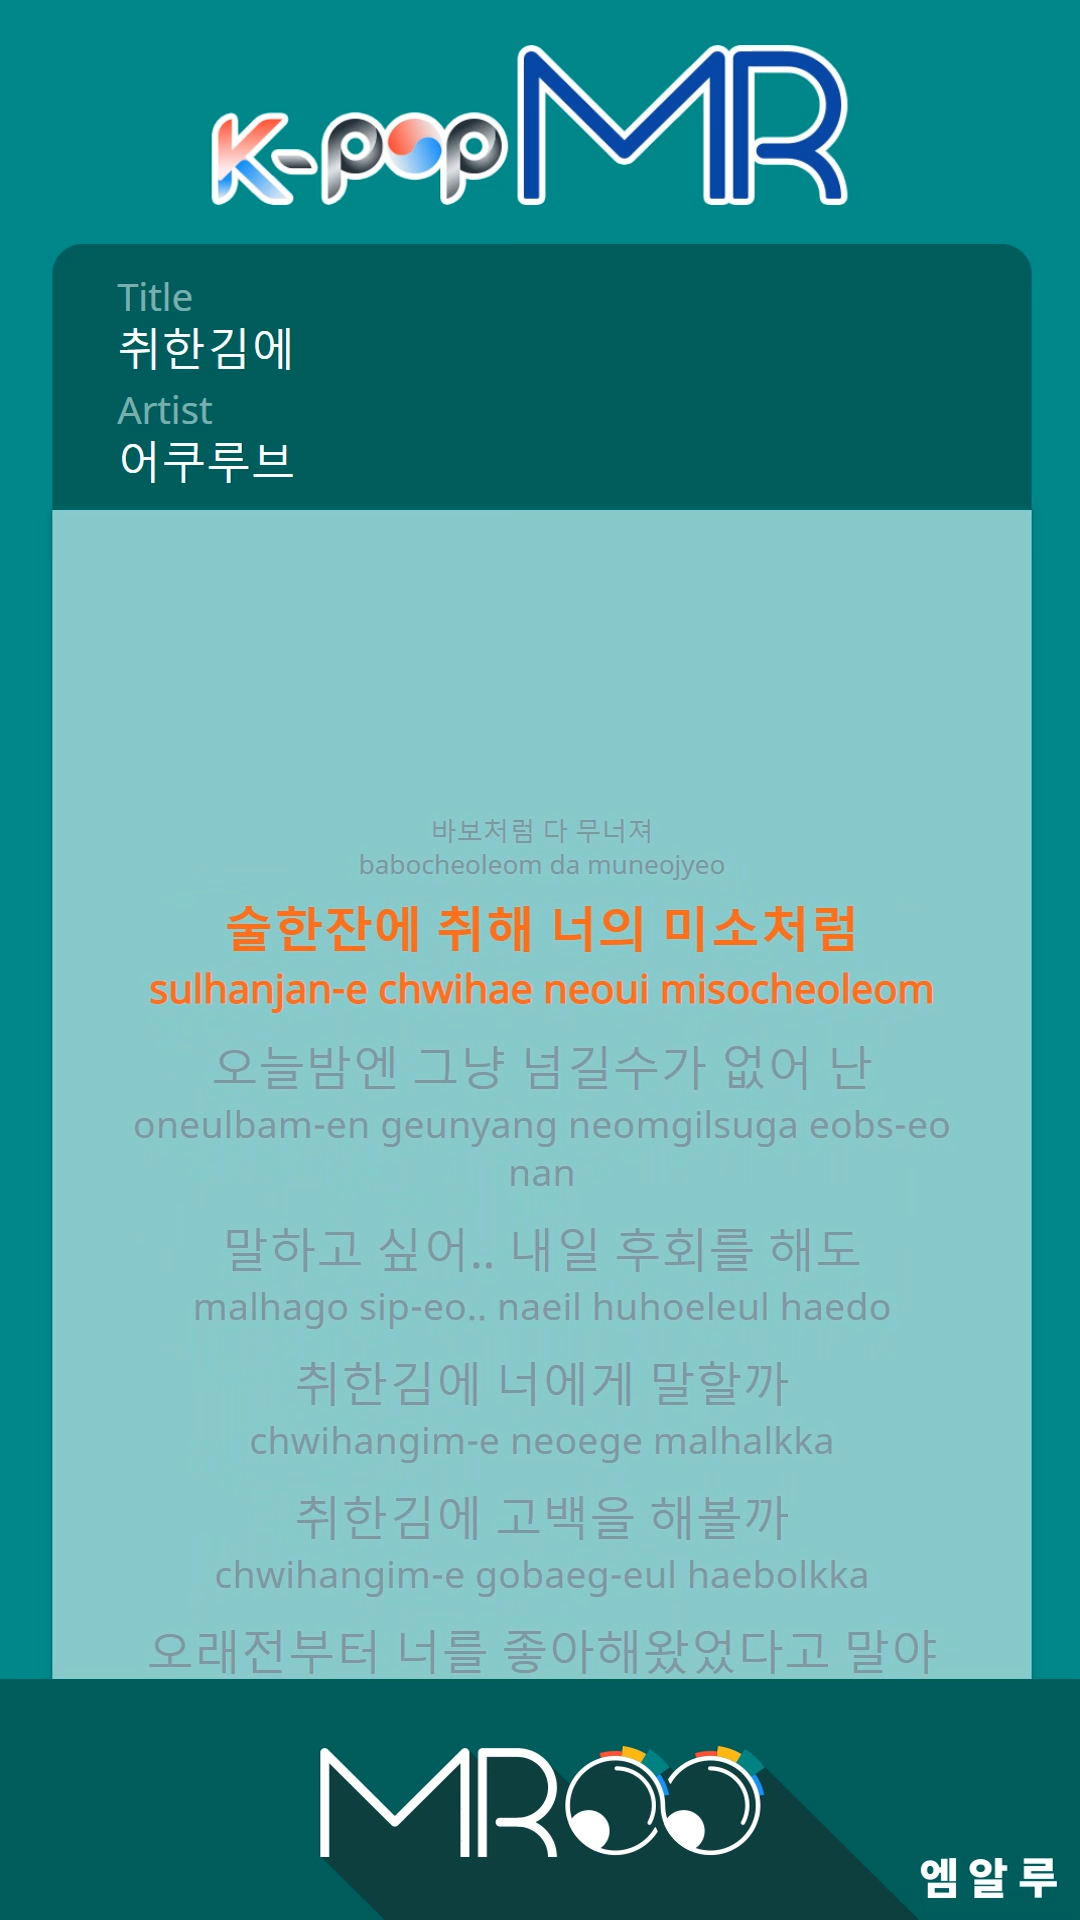 K-pop MR
Title
취한김에
Artist
어쿠루브
바보처럼 다 무너져
babocheoleom da muneojyeo
술한잔에 취해 너의 미소처럼
sulhanjan-e chwihae neoui misocheoleom
오늘밤엔 그냥 넘길수가 없어 난
oneulbam-en geunyang neomgilsuga eobs-eo
nan
말하고 싶어.. 내일 후회를 해도
malhago sip-eo.. naeil huhoeleul haedo
취한김에 너에게 말할까
chwihangim-e neoege malhalkka
취한김에 고백을 해볼까
chwihangim-e gobaeg-eul haebolkka
오래전부터 너를 좋아해왔었다고 말야
MROO
엠알루